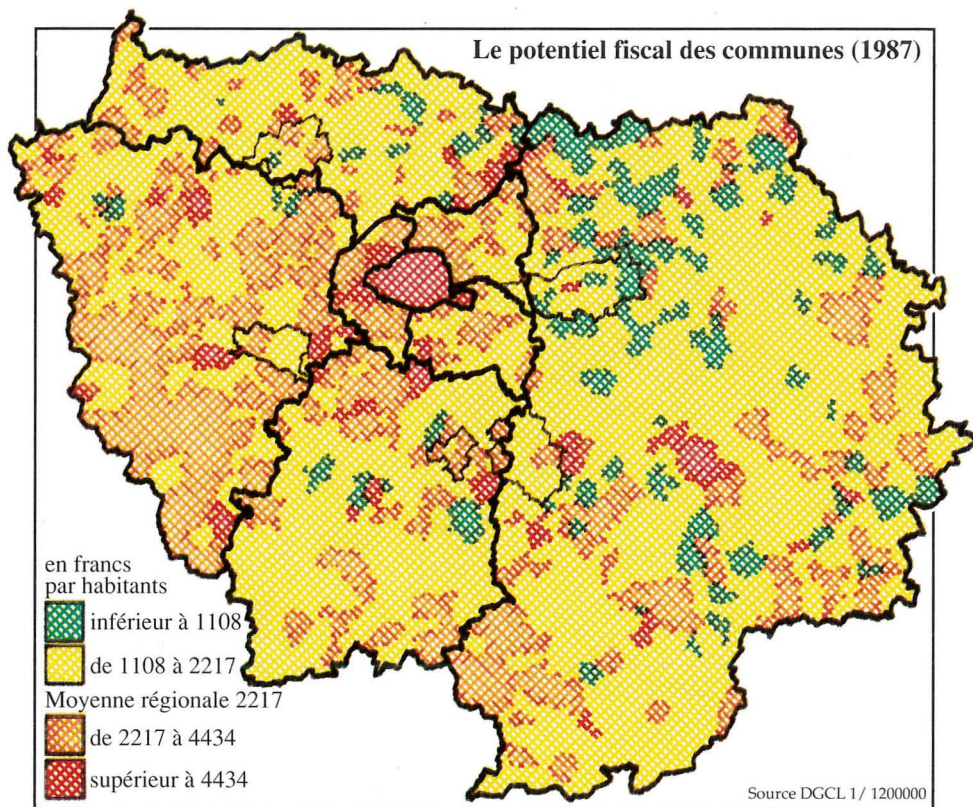 Le potentiel fiscal des communes (1987)
en francs
par habitants
inférieur à 1108
de 1108 à 2217
Moyenne régionale 2217
de 2217 à 4434
supérieur à 4434
Source DGCL 1 / 1200000